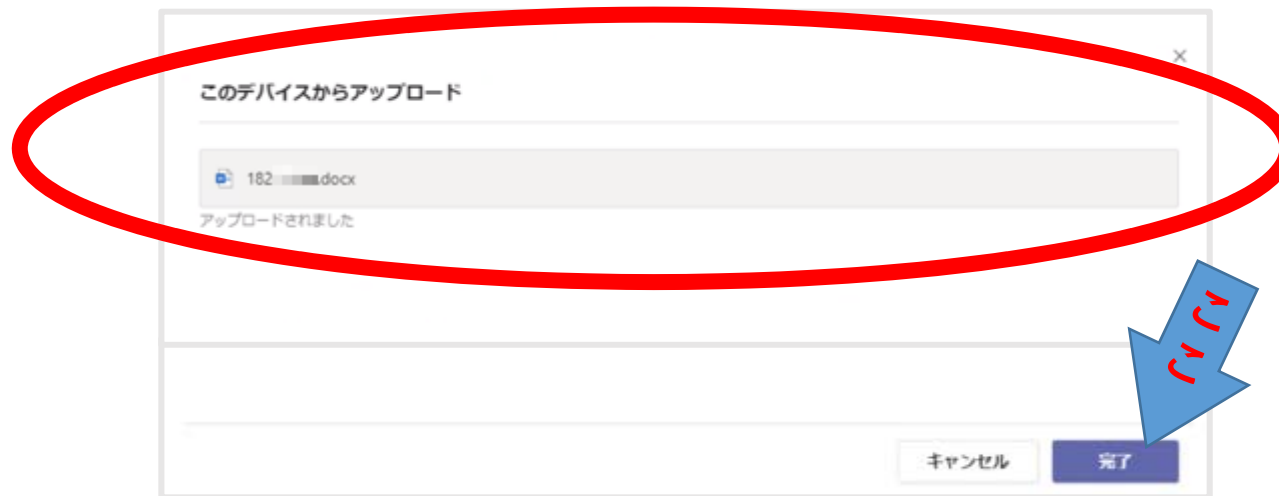 このデバイスからアップロード
182 .docx
アップロードされました
ここ
キャンセル 完了